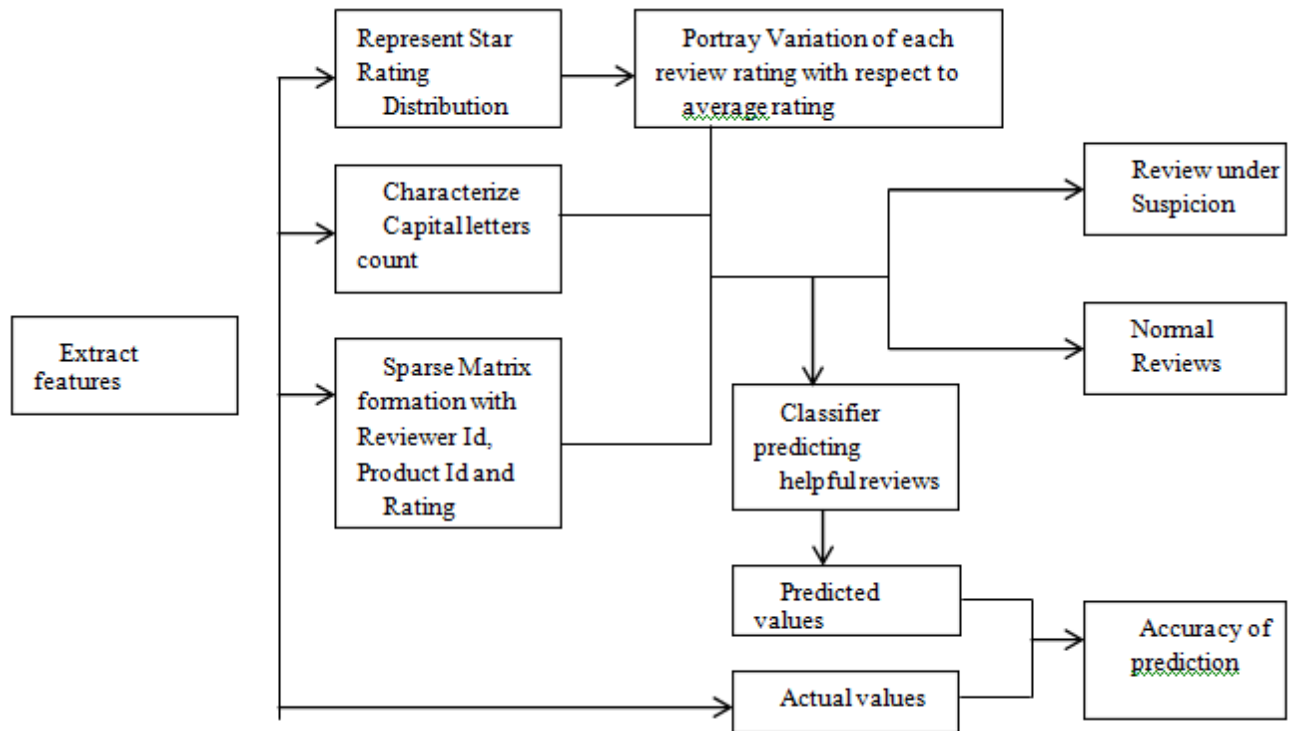 Represent Star
Rating
Distribution
Portray Variation of each
review rating with respect to
average rating
Characterize
Capital letters
count
Review under
Suspicion
Extract
features
Sparse Matrix
formation with
Reviewer Id,
Product Id and
Rating
Normal
Reviews
Classifier
predicting
helpful reviews
Predicted
values
Accuracy of
prediction
Actual values